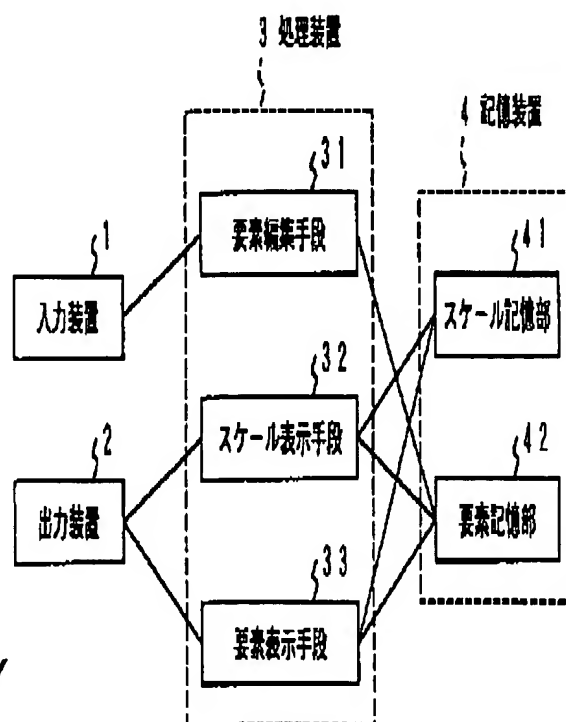 3 処理装置
4 記憶装置
31
要素編集手段
1
入力装置
41
スケール記憶部
32
スケール表示手段
2
出力装置
42
要素記憶部
33
要素表示手段